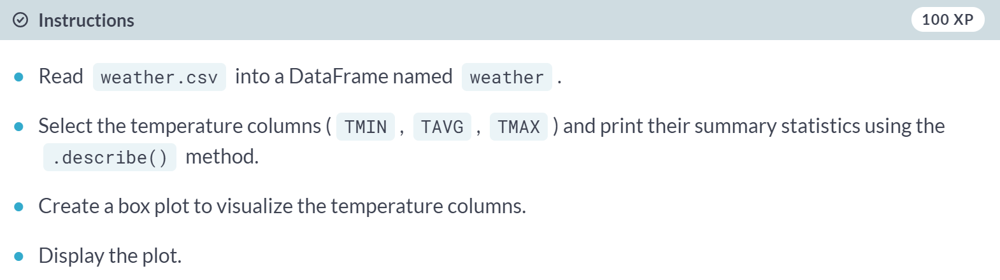 Instructions 100 XP
Read weather.csv into a DataFrame named weather .
Select the temperature columns ( TMIN , TAVG , TMAX ) and print their summary statistics using the
.describe() method.
Create a box plot to visualize the temperature columns.
Display the plot.